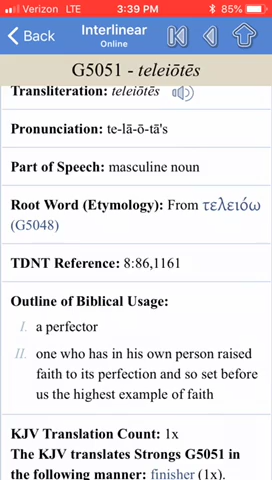 Verizon LTE 3:39 PM 85%
Back Interlinear
Online
G5051 - teleiōtēs
Transliteration: teleiōtēs
Pronunciation: te-lā-ō-tā's
Part of Speech: masculine noun
Root Word (Etymology): From τελειόω
(G5048)
TDNT Reference: 8:86,1161
Outline of Biblical Usage:
I. a perfector
II. one who has in his own person raised
faith to its perfection and so set before
us the highest example of faith
KJV Translation Count: 1x
The KJV translates Strongs G5051 in
the following manner: finisher (1x).